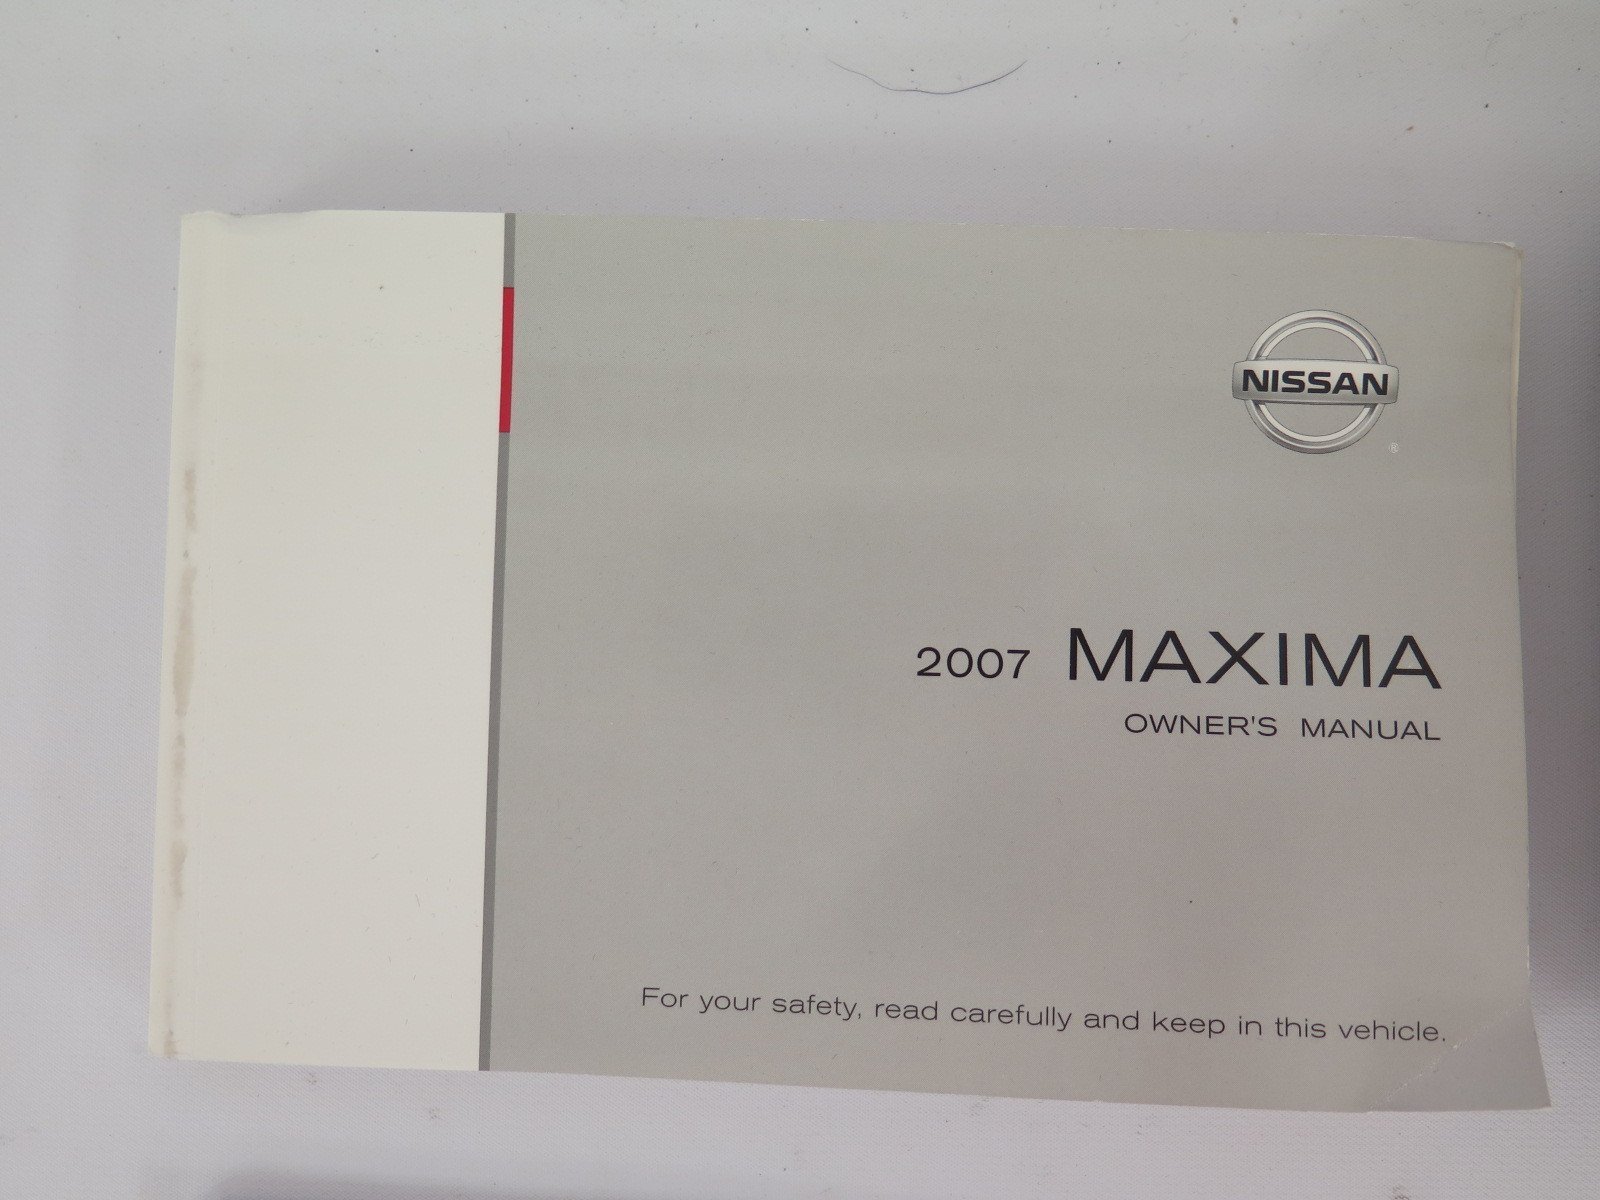 NISSAN
®
2007 MAXIMA
OWNER'S MANUAL
For your safety, read carefully and keep in this vehicle.